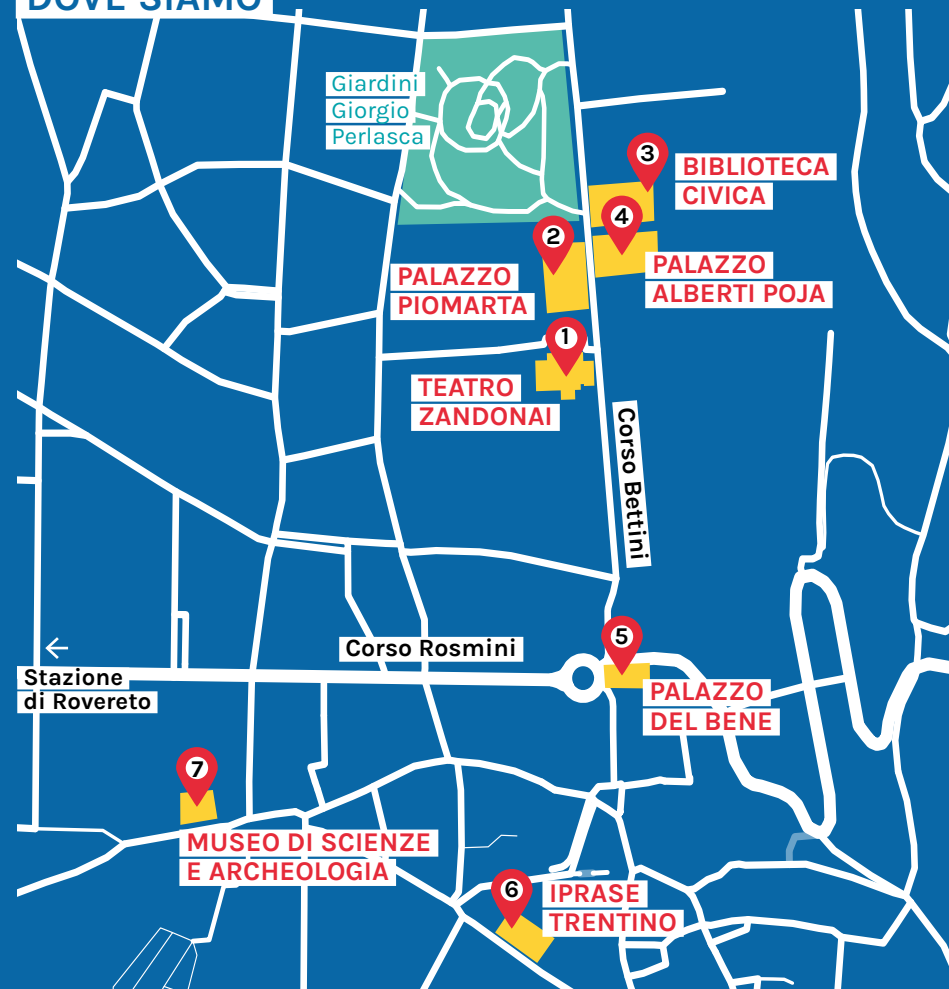 DOVE SIAMO
Giardini
Giorgio
Perlasca
3
BIBLIOTECA
CIVICA
4
PALAZZO
ALBERTI POJA
2
PALAZZO
PIOMARTA
1
TEATRO
ZANDONAI
Corso Bettini
5
PALAZZO
DEL BENE
Corso Rosmini
Stazione
di Rovereto
7
MUSEO DI SCIENZE
E ARCHEOLOGIA
6
IPRASE
TRENTINO